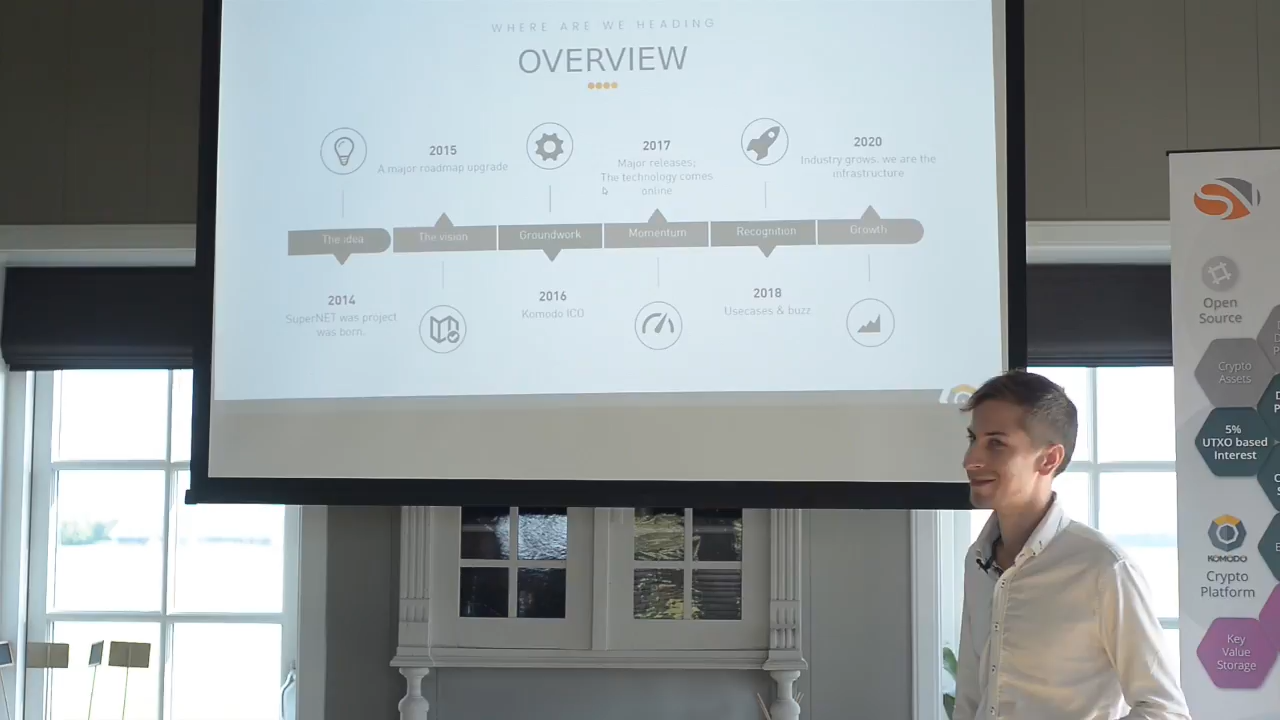 WHERE ARE WE HEADING
OVERVIEW
2015
A major roadmap upgrade
2017
Major releases;
The technology comes
online
2020
Industry grows, we are the
infrastructure
The idea
The vision
Groundwork
Momentum
Recognition
Growth
2014
SuperNET was project
was born.
2016
Komodo ICO
2018
Usecases & buzz
Open
Source
Crypto
Assets
5%
UTXO based
Interest
KOMODO
Crypto
Platform
Key
Value
Storage